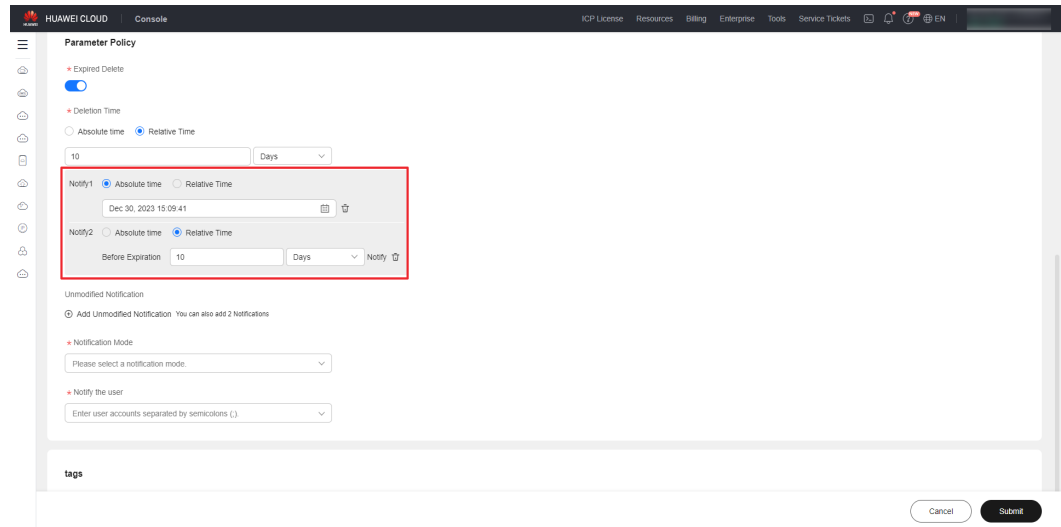 HUAWEI HUAWEI CLOUD Console ICP License Resources Billing Enterprise Tools Service Tickets NEW EN
Parameter Policy
* Expired Delete
* Deletion Time
Absolute time Relative Time
10 Days
Notify1 Absolute time Relative Time
Dec 30, 2023 15:09:41
Notify2 Absolute time Relative Time
Before Expiration 10 Days Notify
Unmodified Notification
Add Unmodified Notification You can also add 2 Notifications
* Notification Mode
Please select a notification mode.
* Notify the user
Enter user accounts separated by semicolons (;).
tags
Cancel Submit